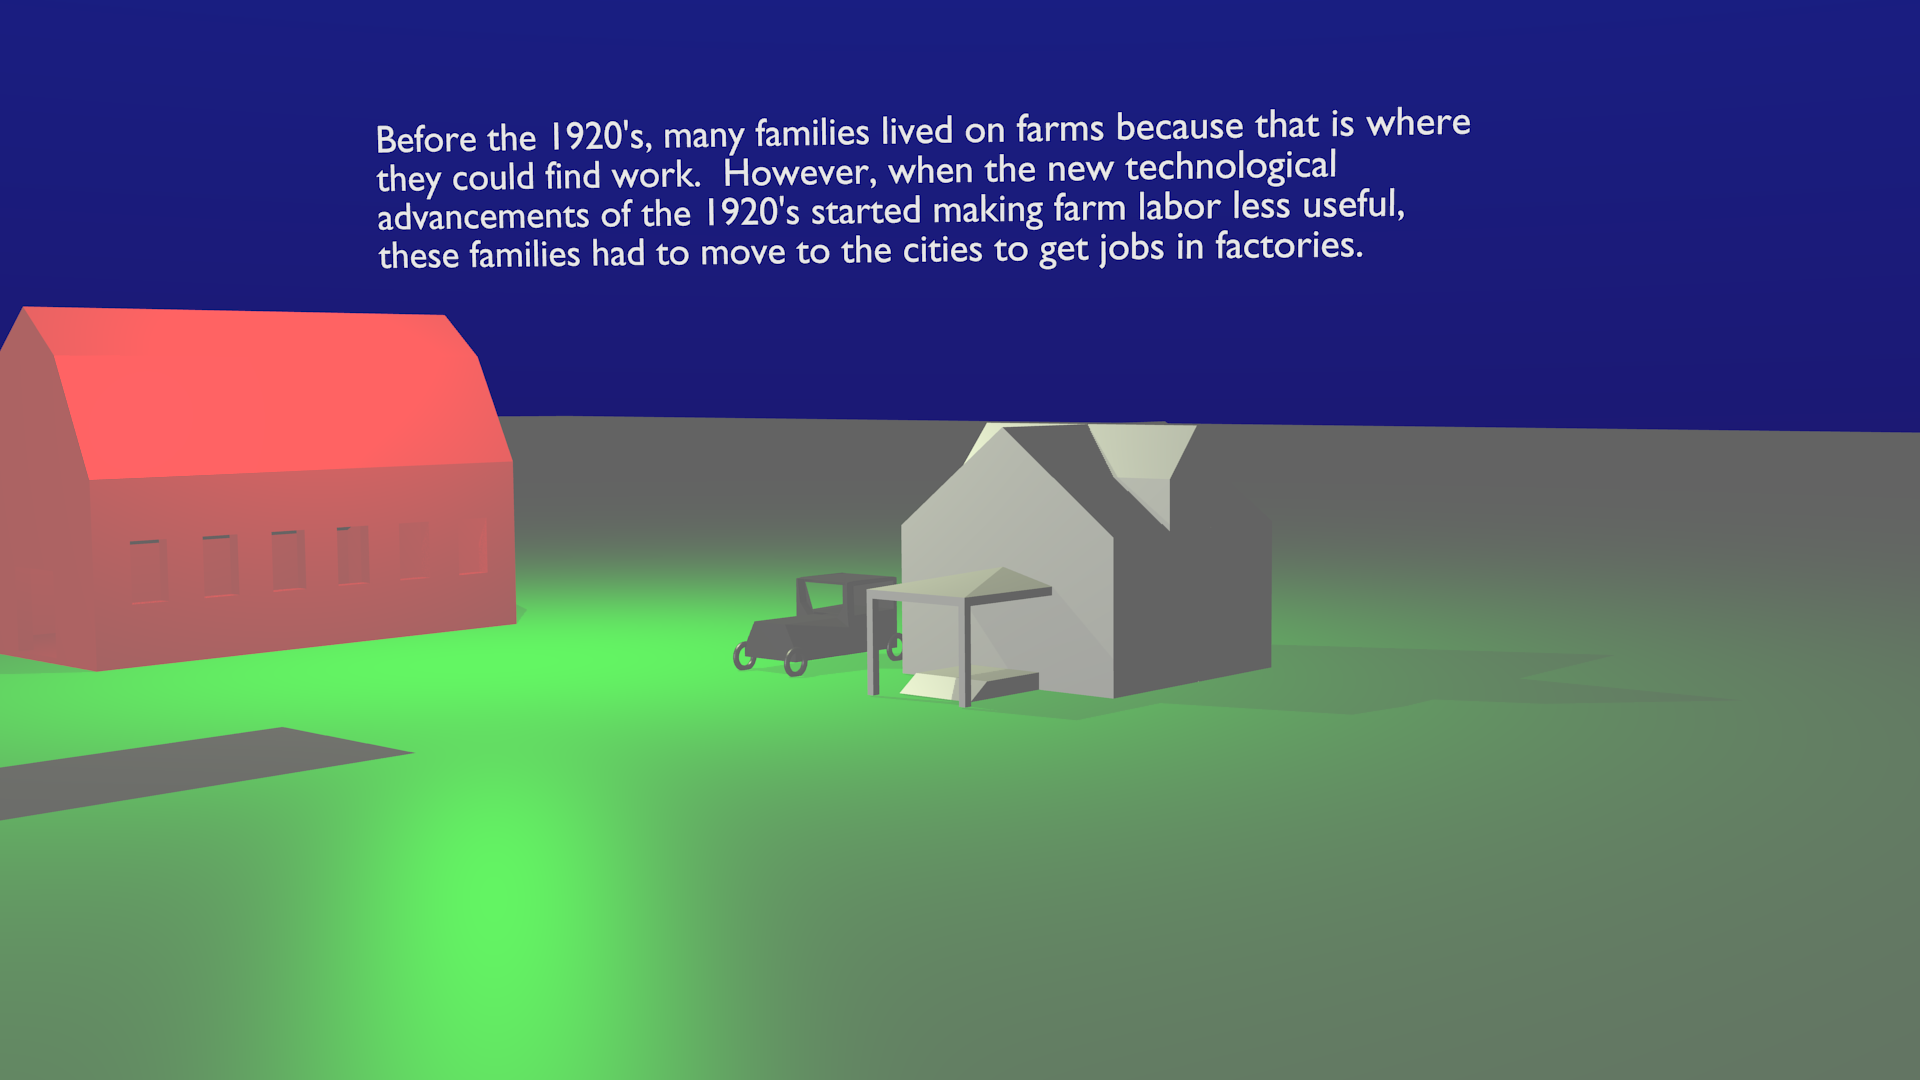 Before the 1920's, many families lived on farms because that is where
they could find work.  However, when the new technological
advancements of the 1920's started making farm labor less useful,
these families had to move to the cities to get jobs in factories.